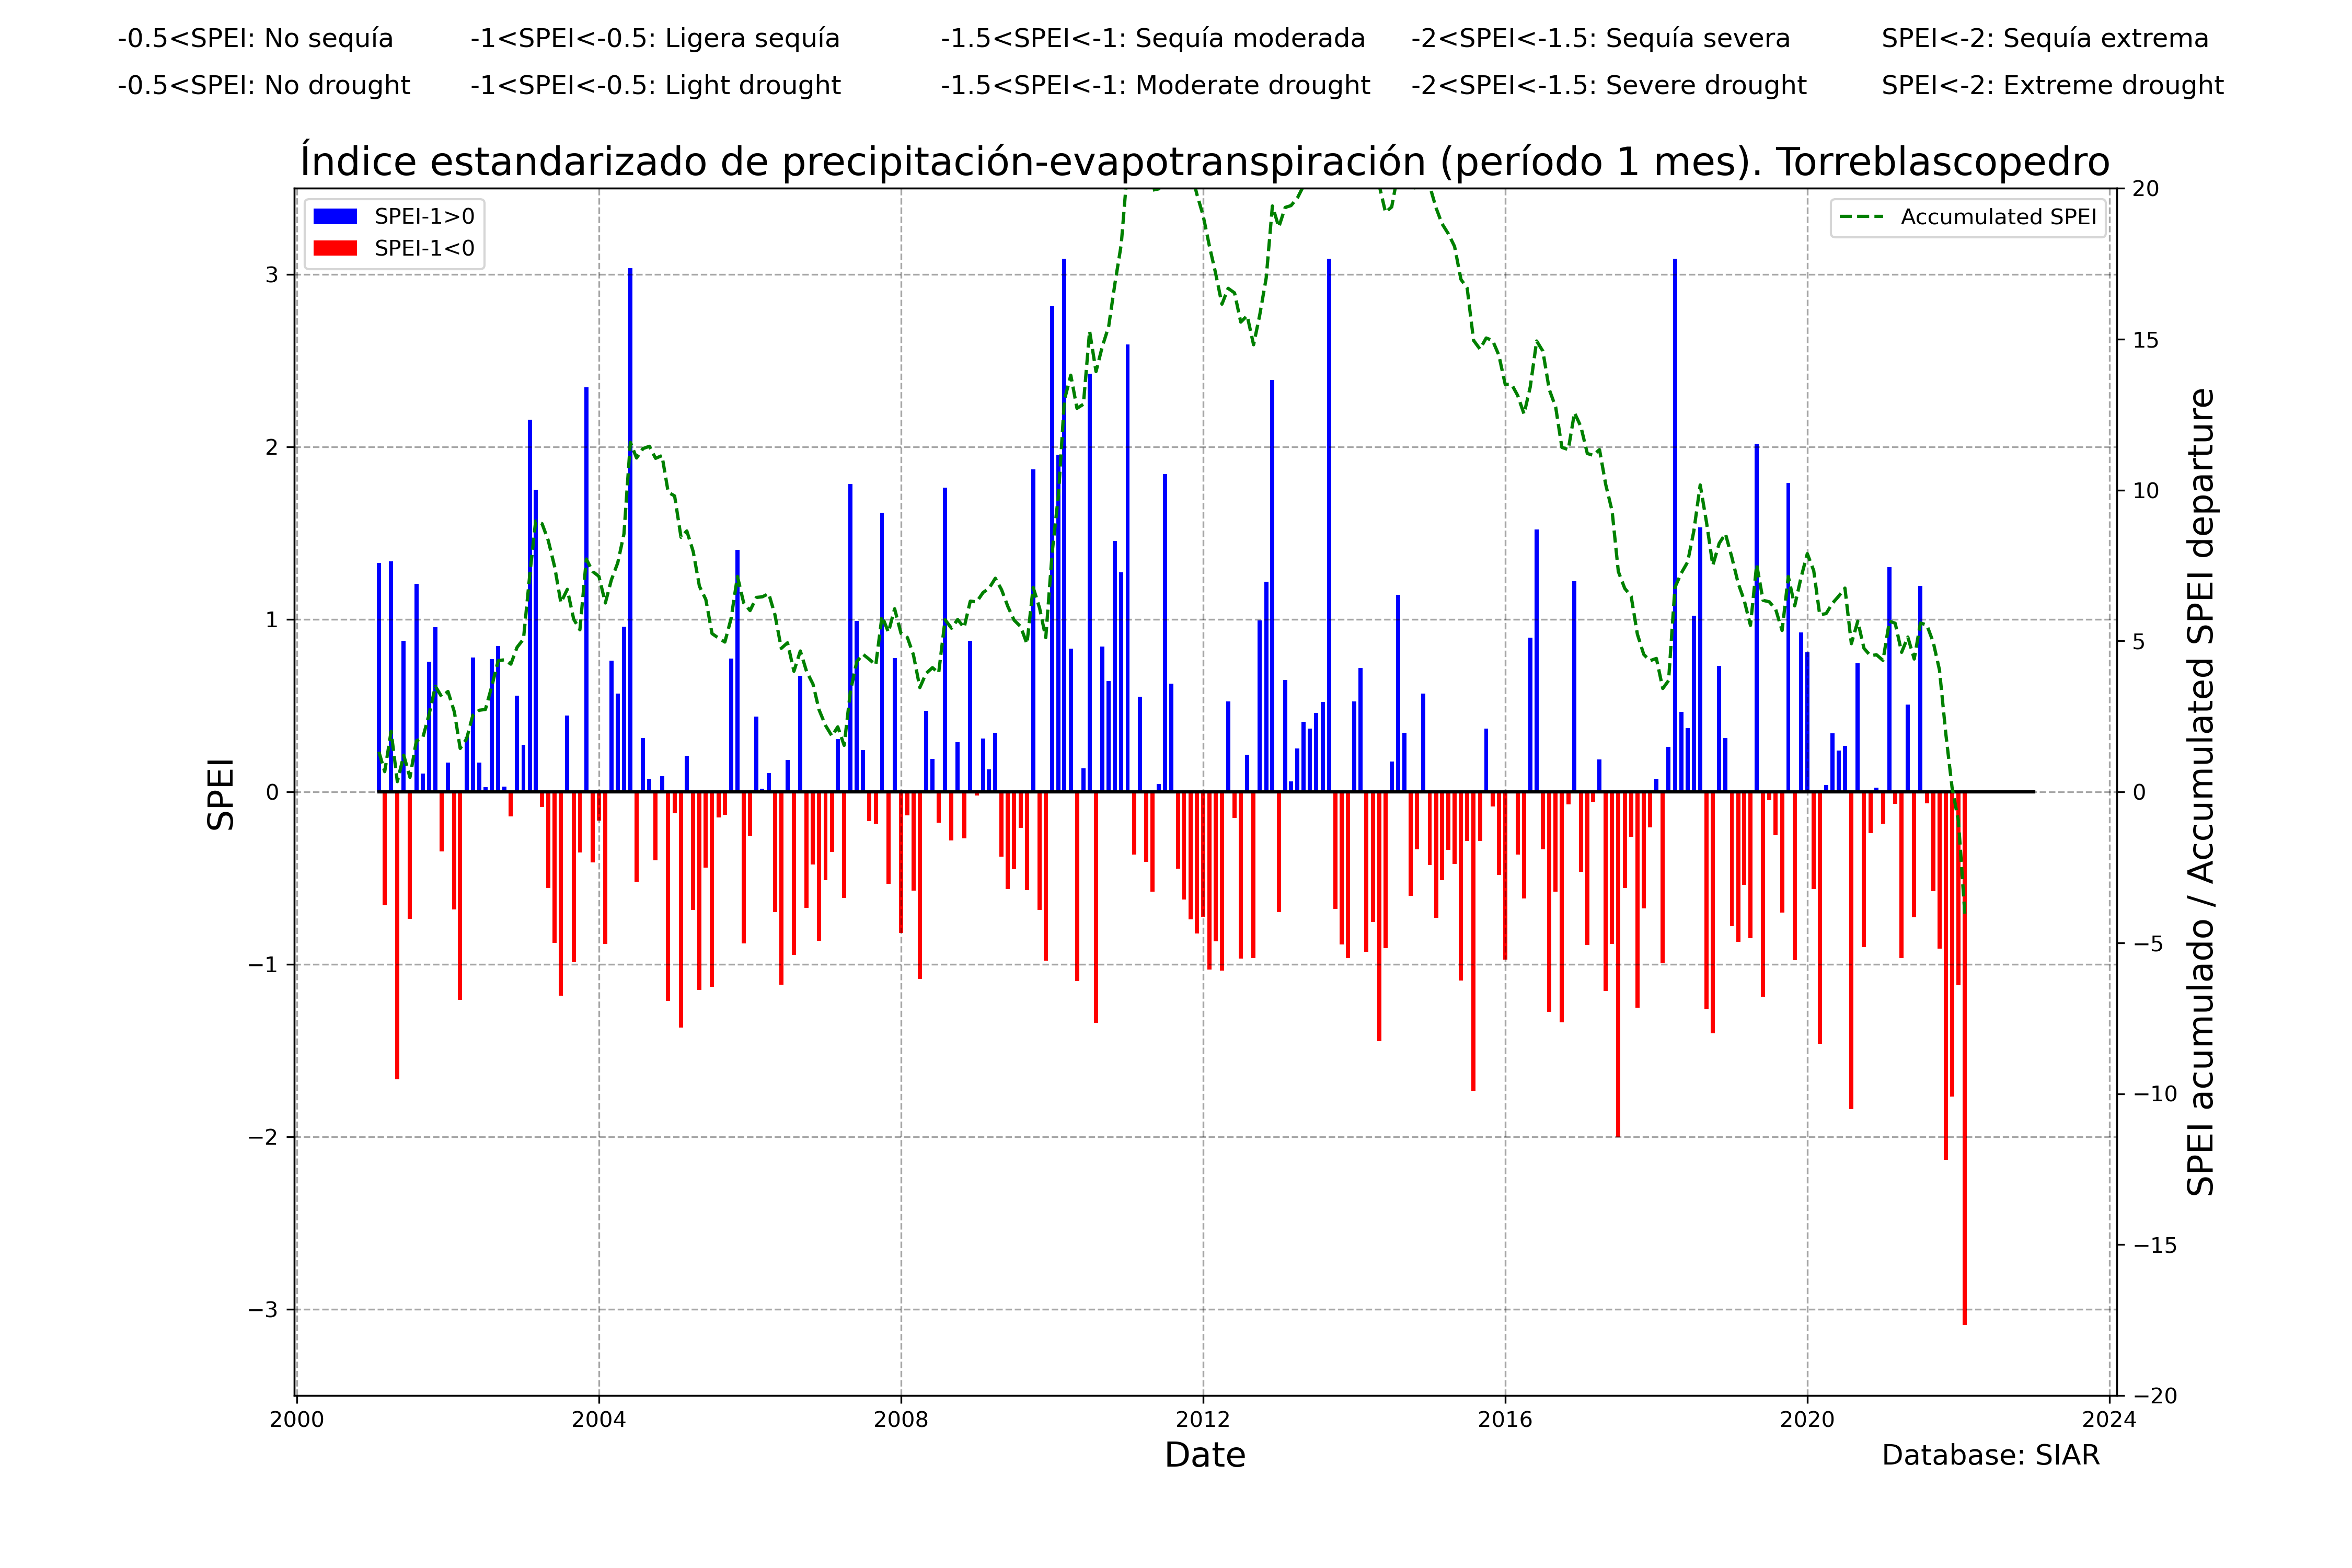 -0.5<SPEI: No sequía -1<SPEI<-0.5: Ligera sequía -1.5<SPEI<-1: Sequía moderada -2<SPEI<-1.5: Sequía severa SPEI<-2: Sequía extrema
-0.5<SPEI: No drought -1<SPEI<-0.5: Light drought -1.5<SPEI<-1: Moderate drought -2<SPEI<-1.5: Severe drought SPEI<-2: Extreme drought
Índice estandarizado de precipitación-evapotranspiración (período 1 mes). Torreblascopedro
SPEI-1>0
SPEI-1<0
Accumulated SPEI
SPEI
3
2
1
0
−1
−2
−3
20
15
10
5
0
−5
−10
−15
−20
SPEI acumulado / Accumulated SPEI departure
2000 2004 2008 2012 2016 2020 2024
Date
Database: SIAR